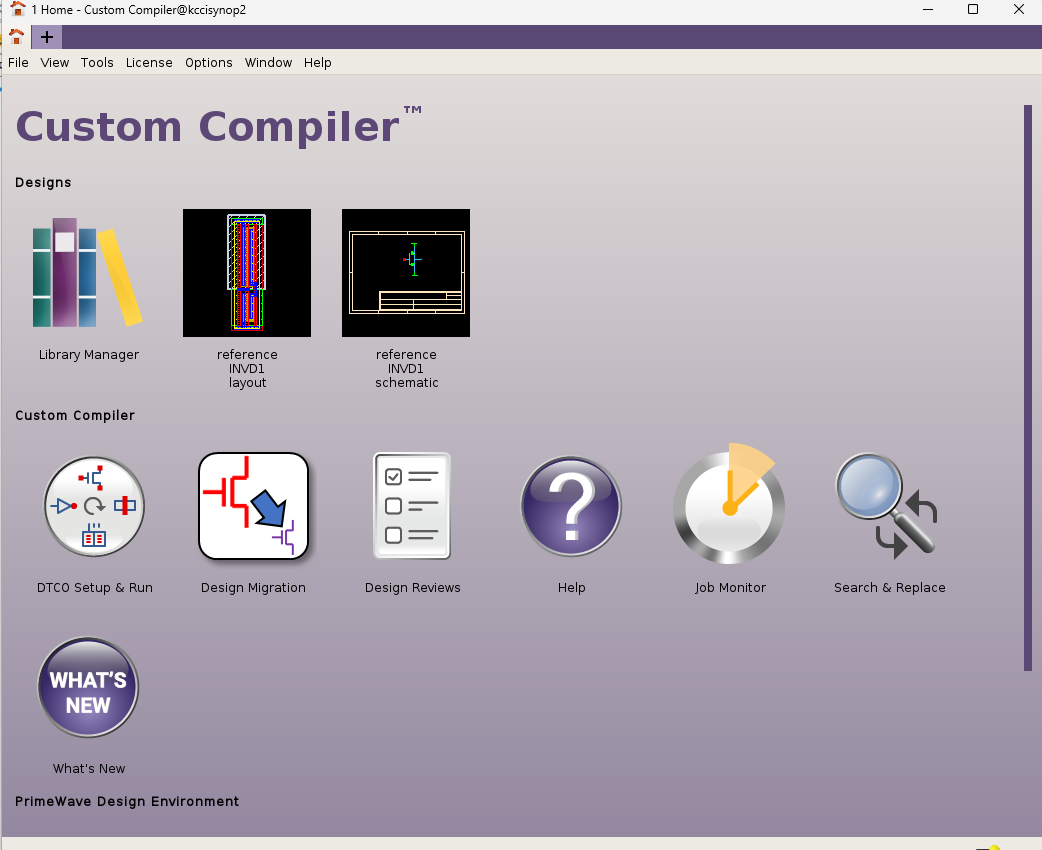 1 Home - Custom Compiler@kccisynop2
+
File View Tools License Options Window Help
Custom Compiler™
Designs
Library Manager
reference
INVD1
layout
reference
INVD1
schematic
Custom Compiler
DTCO Setup & Run
Design Migration
Design Reviews
?
Help
Job Monitor
Search & Replace
WHAT'S
NEW
What's New
PrimeWave Design Environment